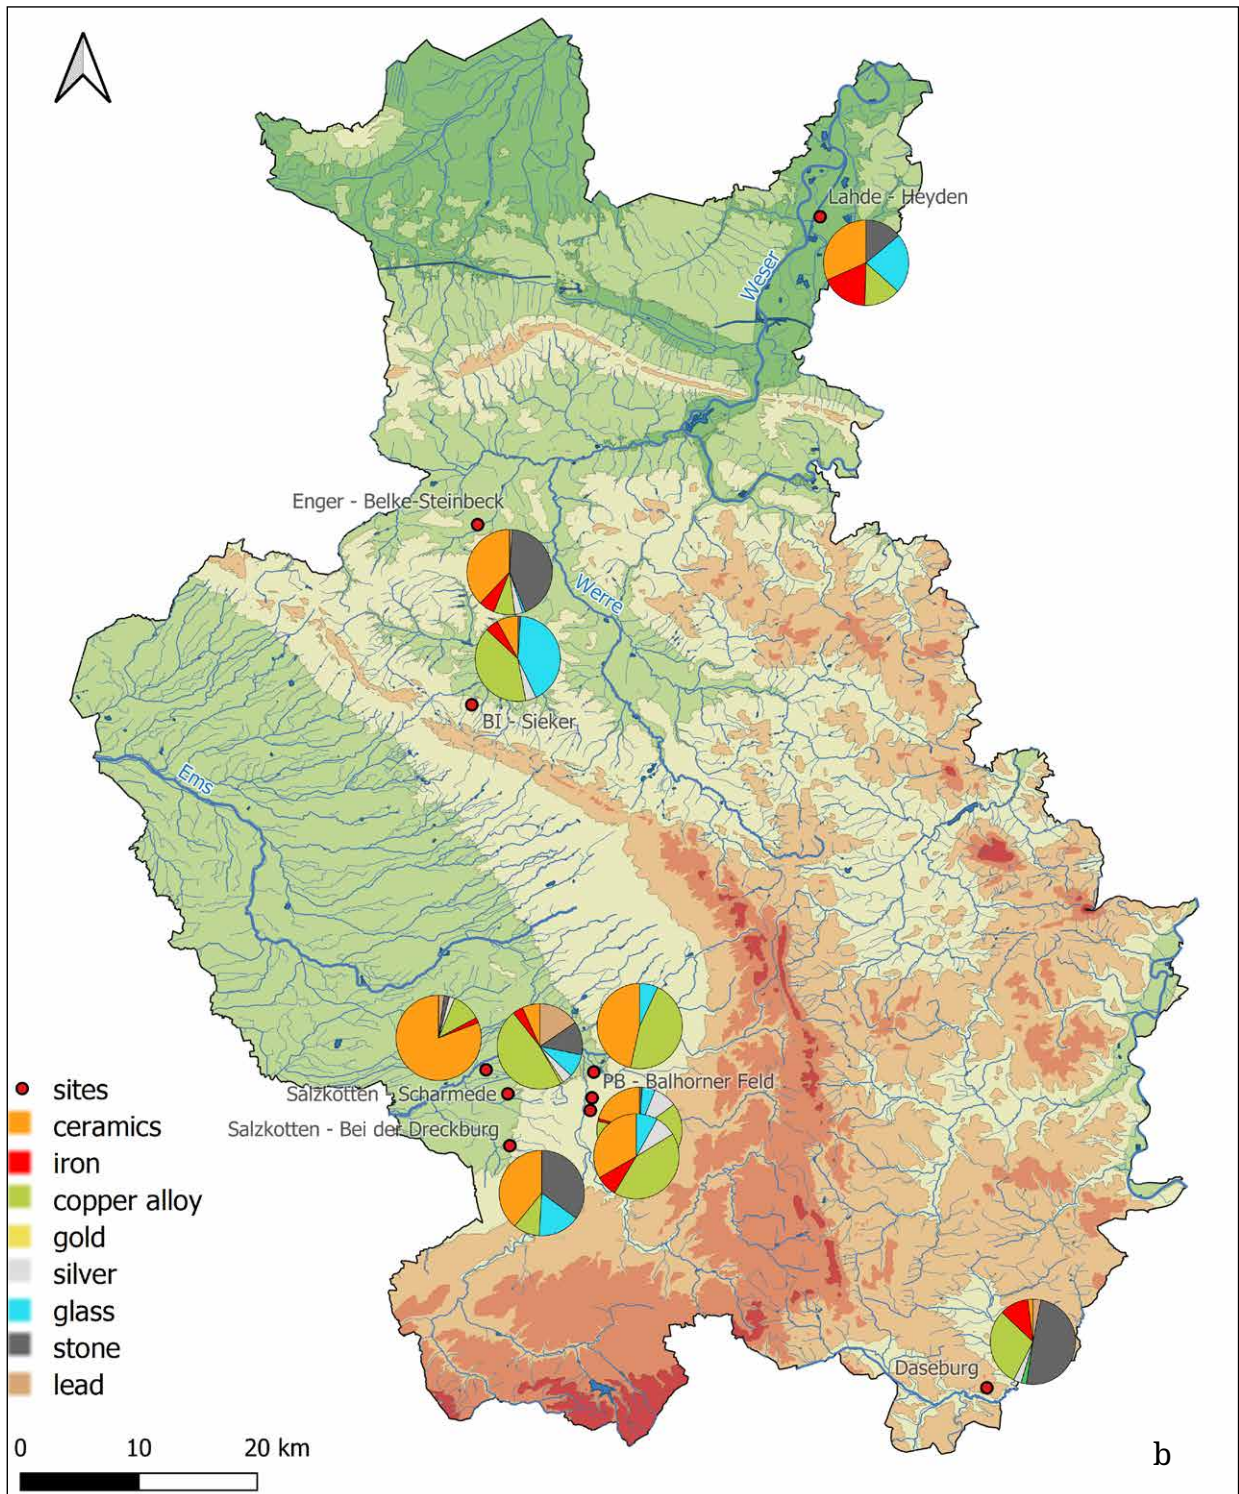 Lahde - Heyden
Weser
Enger - Belke-Steinbeck
Werre
BI - Sieker
Ems
PB - Balhorner Feld
Salzkotten - Scharmede
Salzkotten - Bei der Dreckburg
Daseburg
sites
ceramics
iron
copper alloy
gold
silver
glass
stone
lead
0 10 20 km
b